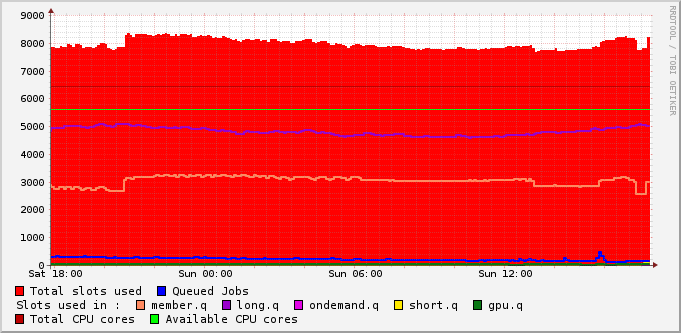 9000
8000
7000
6000
5000
4000
3000
2000
1000
0
Sat 18:00 Sun 00:00 Sun 06:00 Sun 12:00
Total slots used Queued Jobs
Slots used in : member.q long.q ondemand.q short.q gpu.q
Total CPU cores Available CPU cores
RRDTOOL / TOBI OETIKER